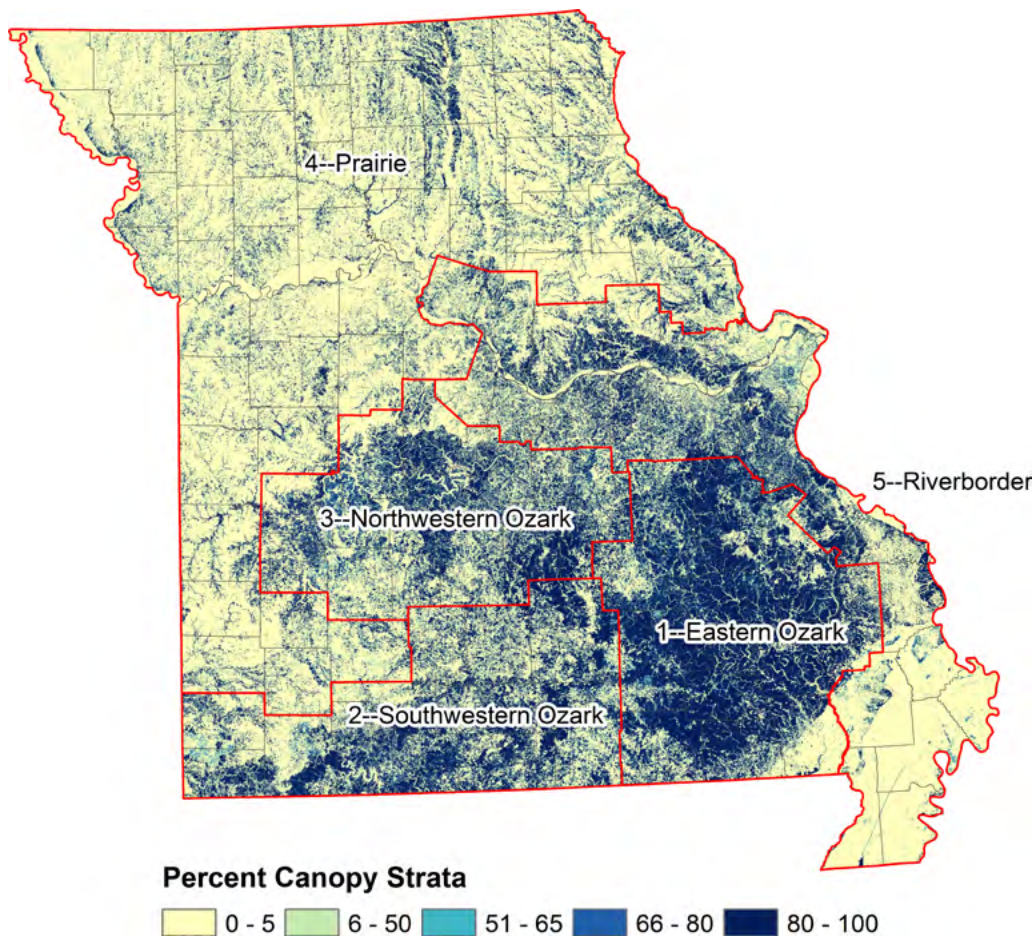 4--Prairie
5--Riverborder
3--Northwestern Ozark
1--Eastern Ozark
2--Southwestern Ozark
Percent Canopy Strata
0 - 5 6 - 50 51 - 65 66 - 80 80 - 100